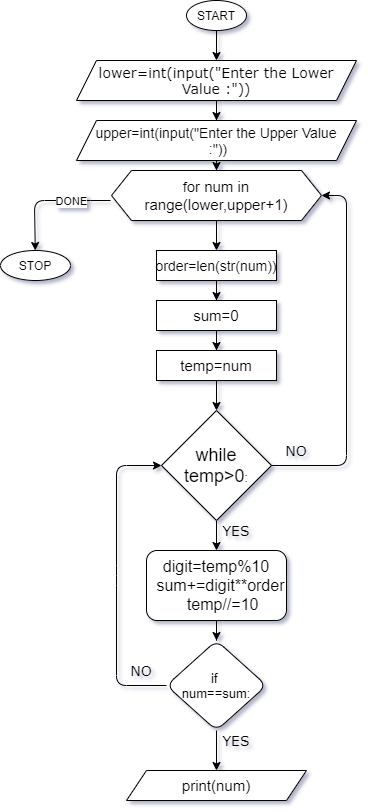 START
lower=int(input("Enter the Lower
Value :"))
upper=int(input("Enter the Upper Value
:"))
for num in
range(lower,upper+1)
DONE
STOP
order=len(str(num))
sum=0
temp=num
while
temp>0:
NO
YES
digit=temp%10
sum+=digit**order
temp//=10
NO
if
num==sum:
YES
print(num)